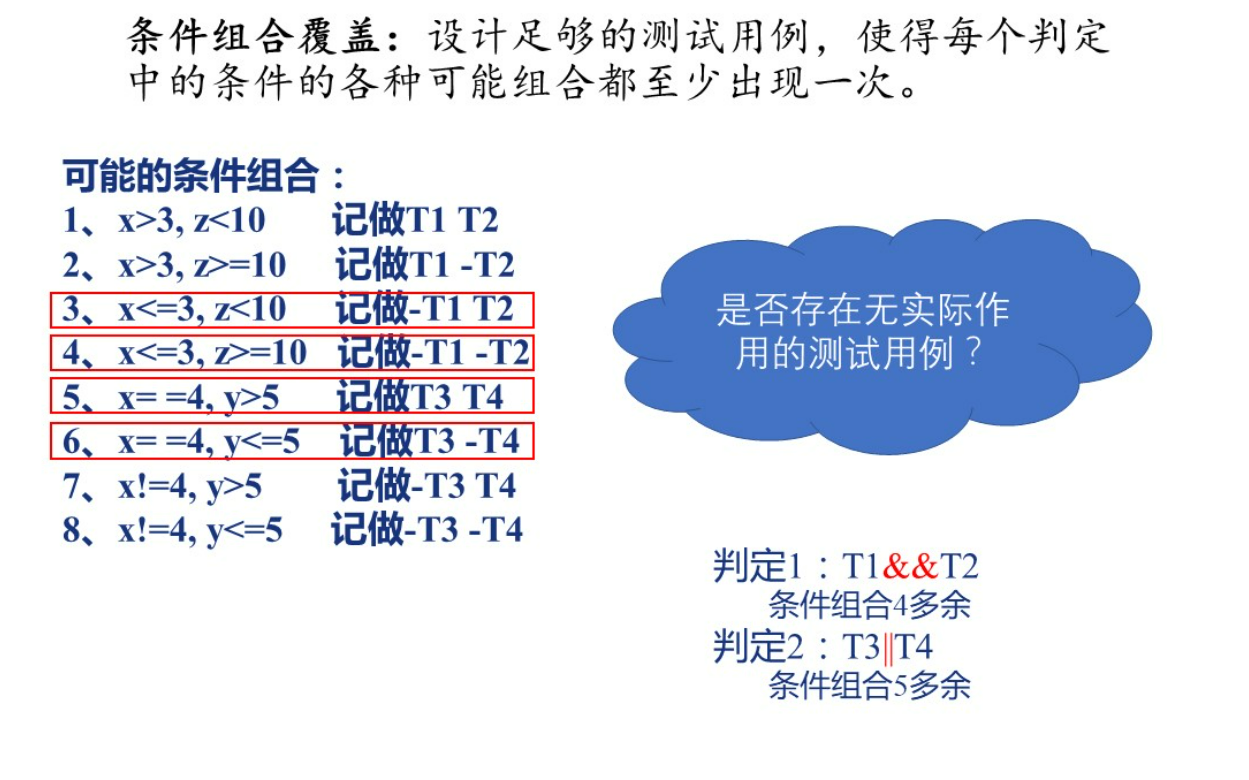 条件组合覆盖：设计足够的测试用例，使得每个判定
中的条件的各种可能组合都至少出现一次。
可能的条件组合：
1、 x>3, z<10 记做T1 T2
2、 x>3, z>=10 记做T1 -T2
3、 x<=3, z<10 记做-T1 T2
4、 x<=3, z>=10 记做-T1 -T2
5、 x= =4, y>5 记做T3 T4
6、 x= =4, y<=5 记做T3 -T4
7、 x!=4, y>5 记做-T3 T4
8、 x!=4, y<=5 记做-T3 -T4
是否存在无实际作
用的测试用例？
判定1：T1&&T2
条件组合4多余
判定2：T3||T4
条件组合5多余